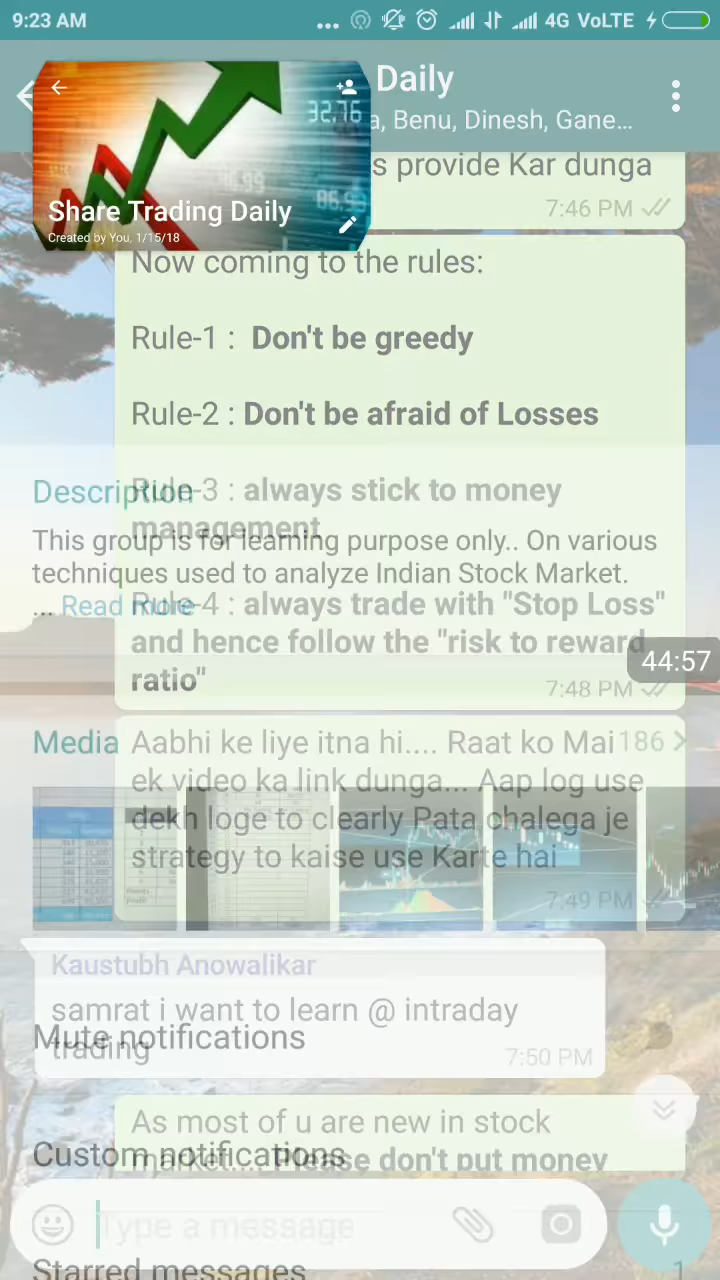 9:23 AM
... 4G VoLTE
Daily
a, Benu, Dinesh, Gane...
32.76
46.99
86.9
Share Trading Daily
Created by You, 1/15/18
s provide Kar dunga
7:46 PM
Now coming to the rules:
Rule-1 : Don't be greedy
Rule-2 : Don't be afraid of Losses
Description
Rule-3 : always stick to money
management
This group is for learning purpose only.. On various
techniques used to analyze Indian Stock Market.
... Read more
Rule-4 : always trade with "Stop Loss"
and hence follow the "risk to reward
ratio"
7:48 PM
44:57
Media
186
Aabhi ke liye itna hi.... Raat ko Mai
ek video ka link dunga... Aap log use
dekh loge to clearly Pata chalega je
strategy to kaise use Karte hai
7:49 PM
Kaustubh Anowalikar
samrat i want to learn @ intraday
trading
7:50 PM
Mute notifications
As most of u are new in stock
market.... Please don't put money
Custom notifications
Type a message
Starred messages
1